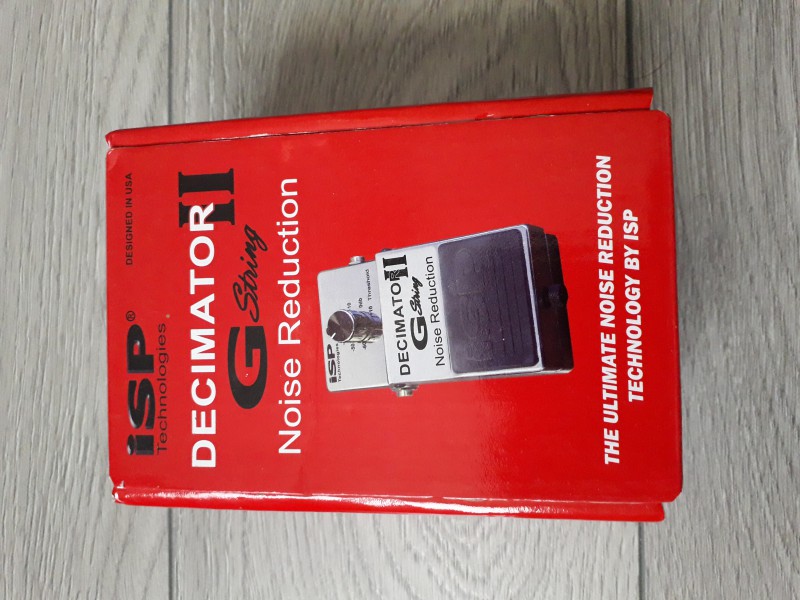 iSP®
Technologies
DESIGNED IN USA
DECIMATOR II
G String
Noise Reduction
iSP
Technologies
Threshold
DECIMATOR II
G String
Noise Reduction
THE ULTIMATE NOISE REDUCTION
TECHNOLOGY BY ISP